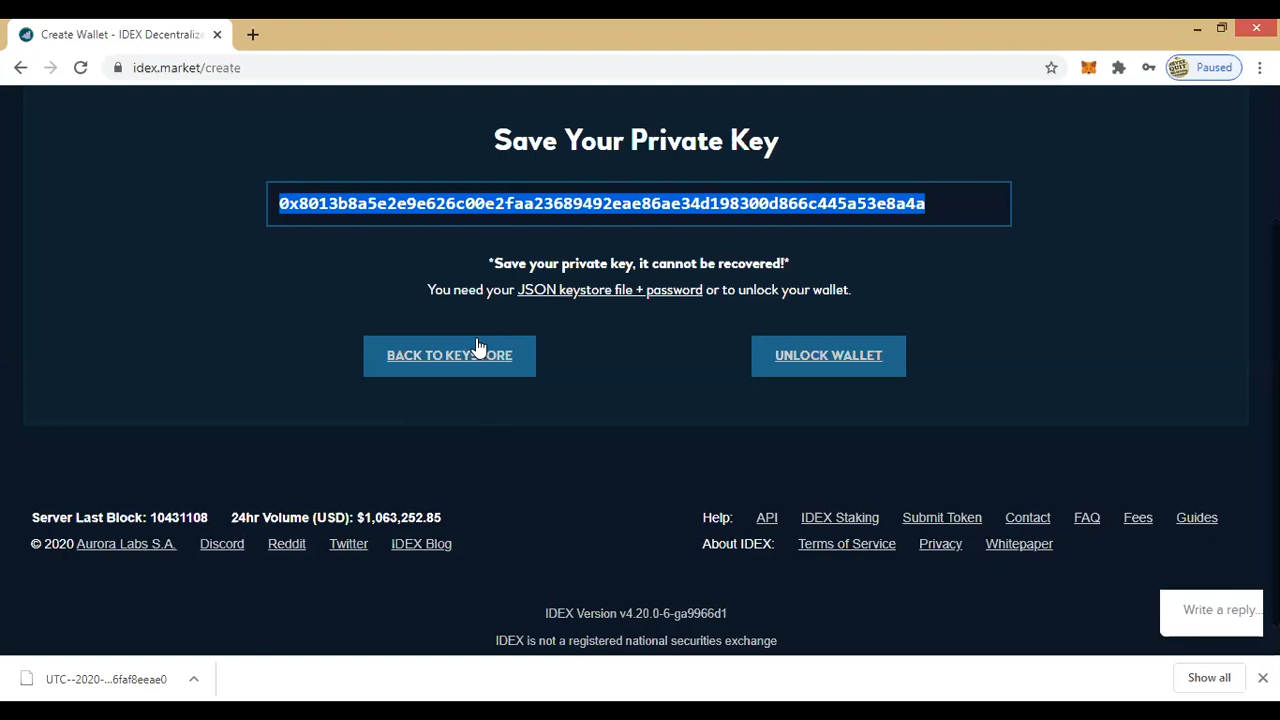 Create Wallet - IDEX Decentralize
idex.market/create
Paused
Save Your Private Key
0x8013b8a5e2e9e626c00e2faa23689492eae86ae34d198300d866c445a53e8a4a
*Save your private key, it cannot be recovered!*
You need your JSON keystore file + password or to unlock your wallet.
BACK TO KEYSTORE UNLOCK WALLET
Server Last Block: 10431108 24hr Volume (USD): $1,063,252.85 Help: API IDEX Staking Submit Token Contact FAQ Fees Guides
© 2020 Aurora Labs S.A. Discord Reddit Twitter IDEX Blog About IDEX: Terms of Service Privacy Whitepaper
Write a reply...
IDEX Version v4.20.0-6-ga9966d1
IDEX is not a registered national securities exchange
UTC--2020-...6faf8eeae0 Show all